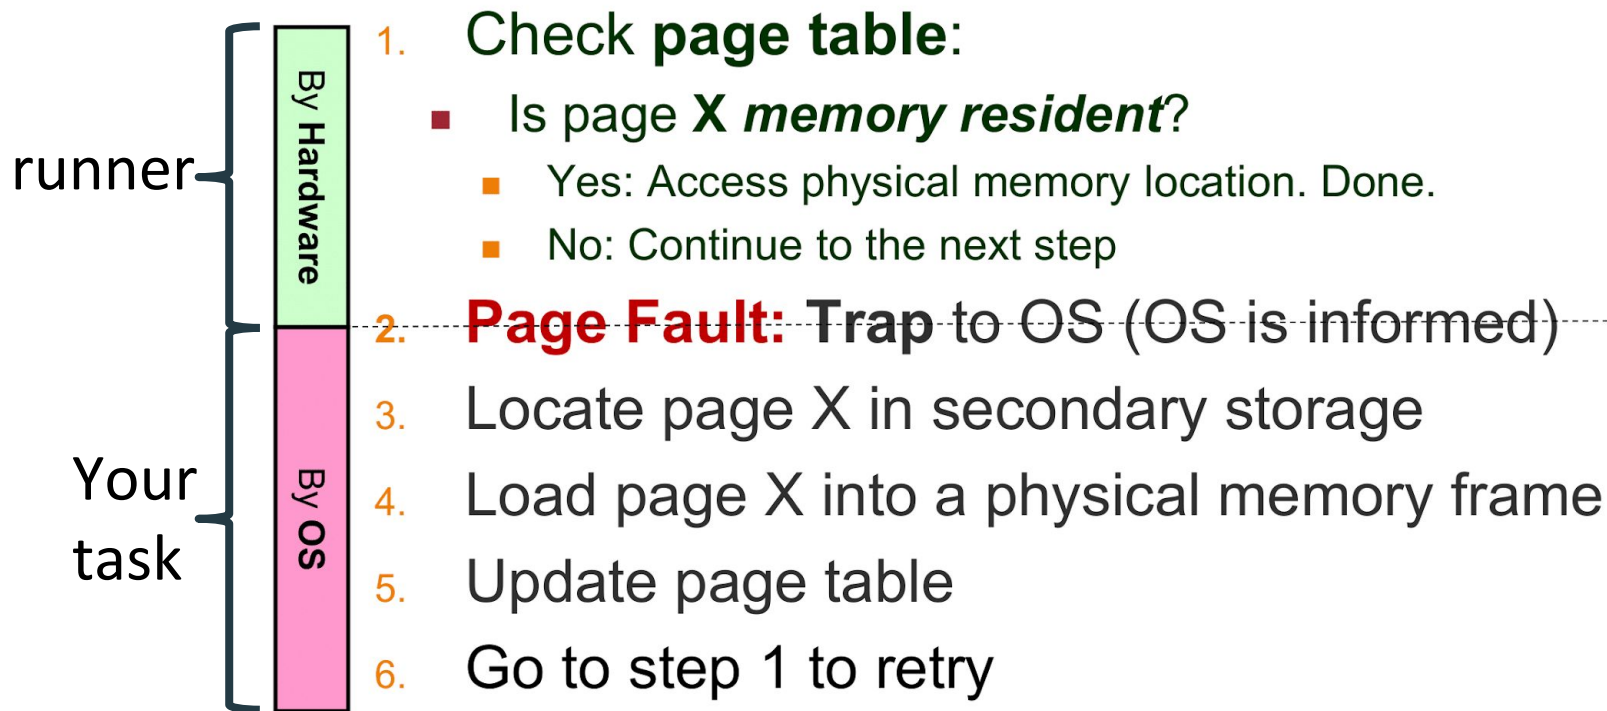 runner
Your
task
By Hardware
By OS
1. Check page table:
Is page X memory resident?
Yes: Access physical memory location. Done.
No: Continue to the next step
2. Page Fault: Trap to OS (OS is informed)
3. Locate page X in secondary storage
4. Load page X into a physical memory frame
5. Update page table
6. Go to step 1 to retry